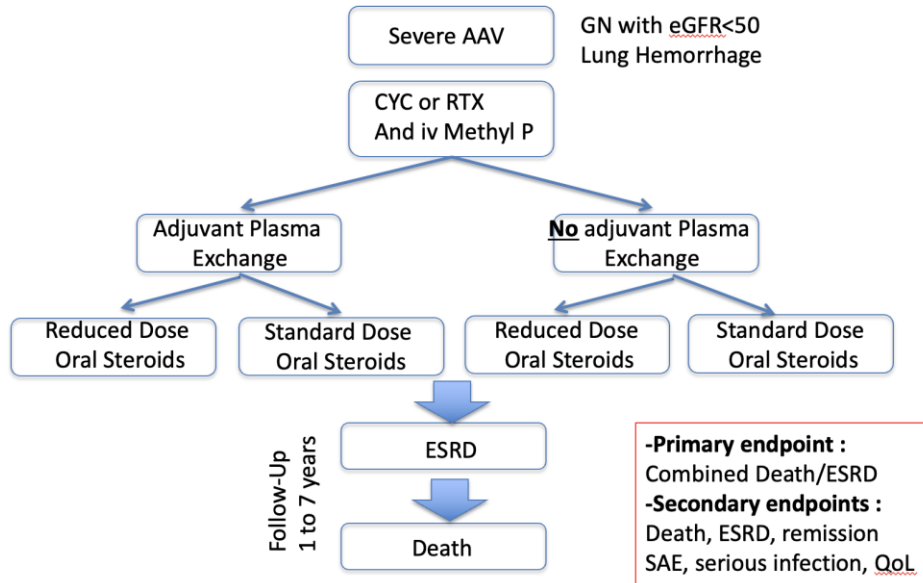 Severe AAV
GN with eGFR<50
Lung Hemorrhage
CYC or RTX
And iv Methyl P
Adjuvant Plasma
Exchange
No adjuvant Plasma
Exchange
Reduced Dose
Oral Steroids
Standard Dose
Oral Steroids
Reduced Dose
Oral Steroids
Standard Dose
Oral Steroids
Follow-Up
1 to 7 years
ESRD
Death
-Primary endpoint :
Combined Death/ESRD
-Secondary endpoints :
Death, ESRD, remission
SAE, serious infection, QoL